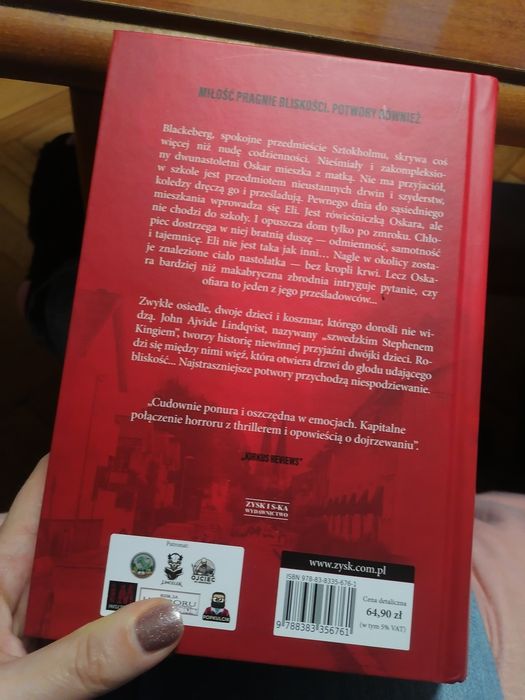 MIŁOŚĆ PRAGNIE BLISKOŚCI. POTWORY RÓWNIEŻ
Blackeberg, spokojne przedmieście Sztokholmu, skrywa coś
więcej niż nudę codzienności. Nieśmiały i zakompleksio-
ny dwunastoletni Oskar mieszka z matką. Nie ma przyjaciół,
w szkole jest przedmiotem nieustannych drwin i szyderstw,
koledzy dręczą go i prześladują. Pewnego dnia do sąsiedniego
mieszkania wprowadza się Eli. Jest rówieśniczką Oskara, ale
nie chodzi do szkoły. I opuszcza dom tylko po zmroku. Chło-
piec dostrzega w niej bratnią duszę — odmienność, samotność
i tajemnicę. Eli nie jest taka jak inni... Nagle w okolicy zosta-
je znalezione ciało nastolatka — bez kropli krwi. Lecz Oska-
ra bardziej niż makabryczna zbrodnia intryguje pytanie, czy
ofiara to jeden z jego prześladowców...
Zwykłe osiedle, dwoje dzieci i koszmar, którego dorośli nie wi-
dzą. John Ajvide Lindqvist, nazywany „szwedzkim Stephenem
Kingiem”, tworzy historię niewinnej przyjaźni dwójki dzieci. Ro-
dzi się między nimi więź, która otwiera drzwi do głodu udającego
bliskość... Najstraszniejsze potwory przychodzą niespodziewanie.
„Cudownie ponura i oszczędna w emocjach. Kapitalne
połączenie horroru z thrillerem i opowieścią o dojrzewaniu”.
„KIRKUS REVIEWS”
ZYSK I S-KA
WYDAWNICTWO
Patronat:
OJCIEC
POPKULCIE
www.zysk.com.pl
ISBN 978-83-8335-676-1
Cena detaliczna
64,90 zł
(w tym 5% VAT)
9 788383 356761